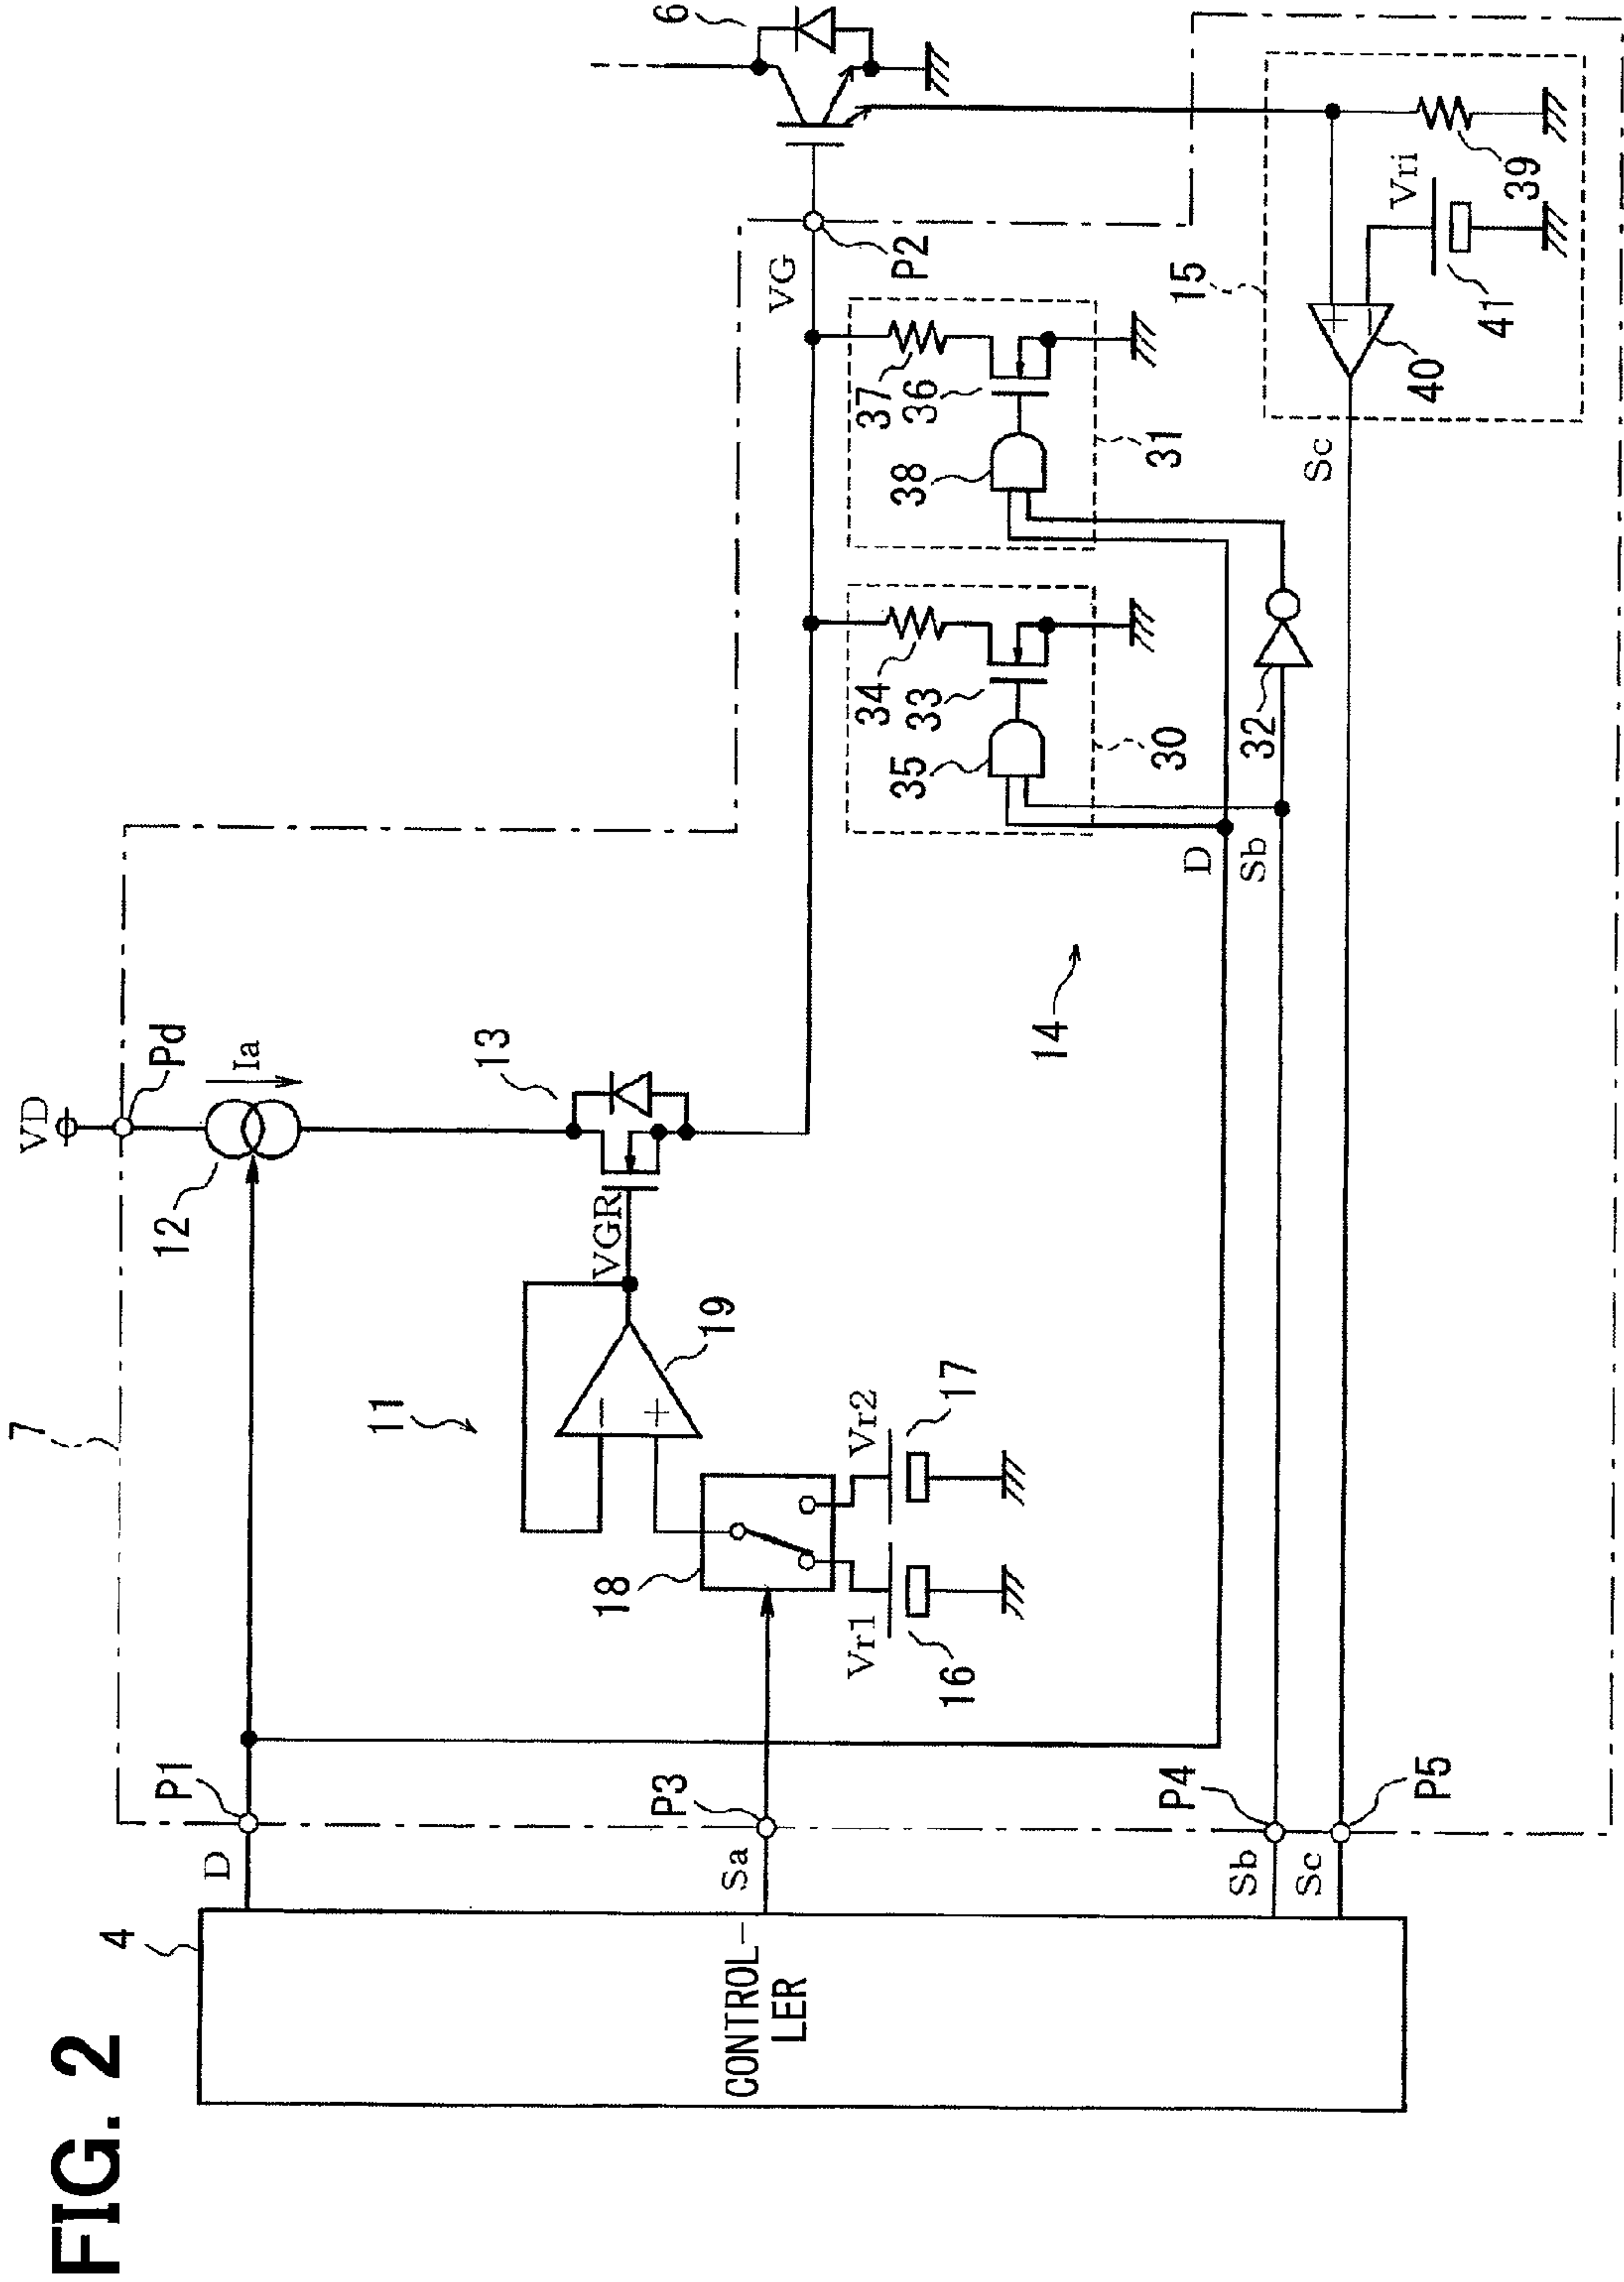 FIG. 2
7
VD
Pd
Ia
12
13
VGR
11
19
18
Vr1
Vr2
16
17
4
CONTROL-
LER
D
P1
Sa
P3
Sb
P4
Sc
P5
14
D
Sb
VG
P2
6
34
33
35
30
37
36
38
31
32
15
Vri
39
41
40
Sc